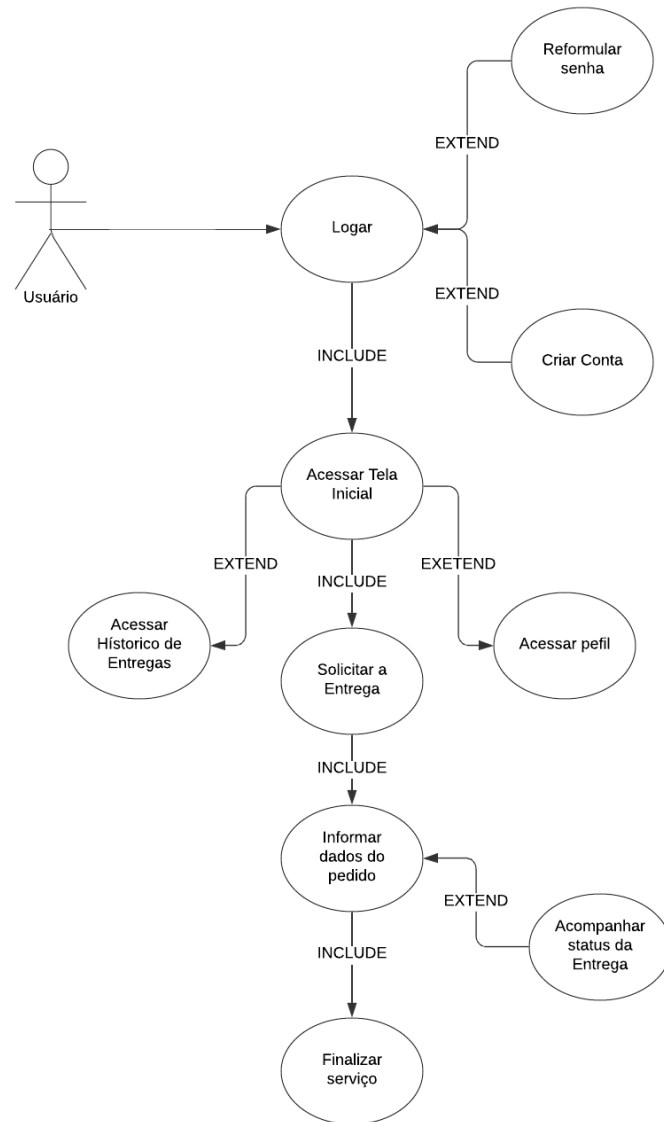 Reformular
senha
EXTEND
Logar
Usuário
EXTEND
Criar Conta
INCLUDE
Acessar Tela
Inicial
EXTEND
INCLUDE
EXETEND
Acessar
Hístorico de
Entregas
Solicitar a
Entrega
Acessar pefil
INCLUDE
Informar
dados do
pedido
EXTEND
Acompanhar
status da
Entrega
INCLUDE
Finalizar
serviço